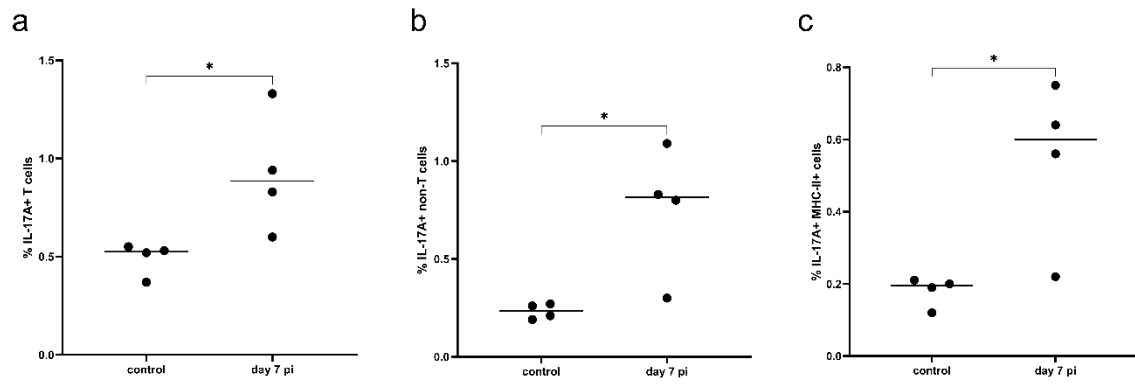 a
% IL-17A+ T cells
1.5
1.0
0.5
0.0
*
control
day 7 pi
b
% IL-17A+ non-T cells
1.5
1.0
0.5
0.0
*
control
day 7 pi
c
% IL-17A+ MHC-II+ cells
0.8
0.6
0.4
0.2
0.0
*
control
day 7 pi